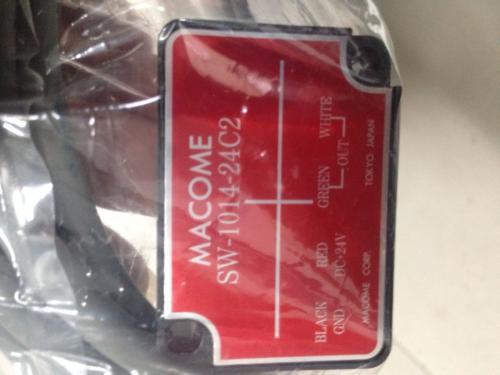 MACOME
SW-1014-24C2
BLACK RED GREEN WHITE
GND DC+24V OUT
MACOME CORP. TOKYO JAPAN